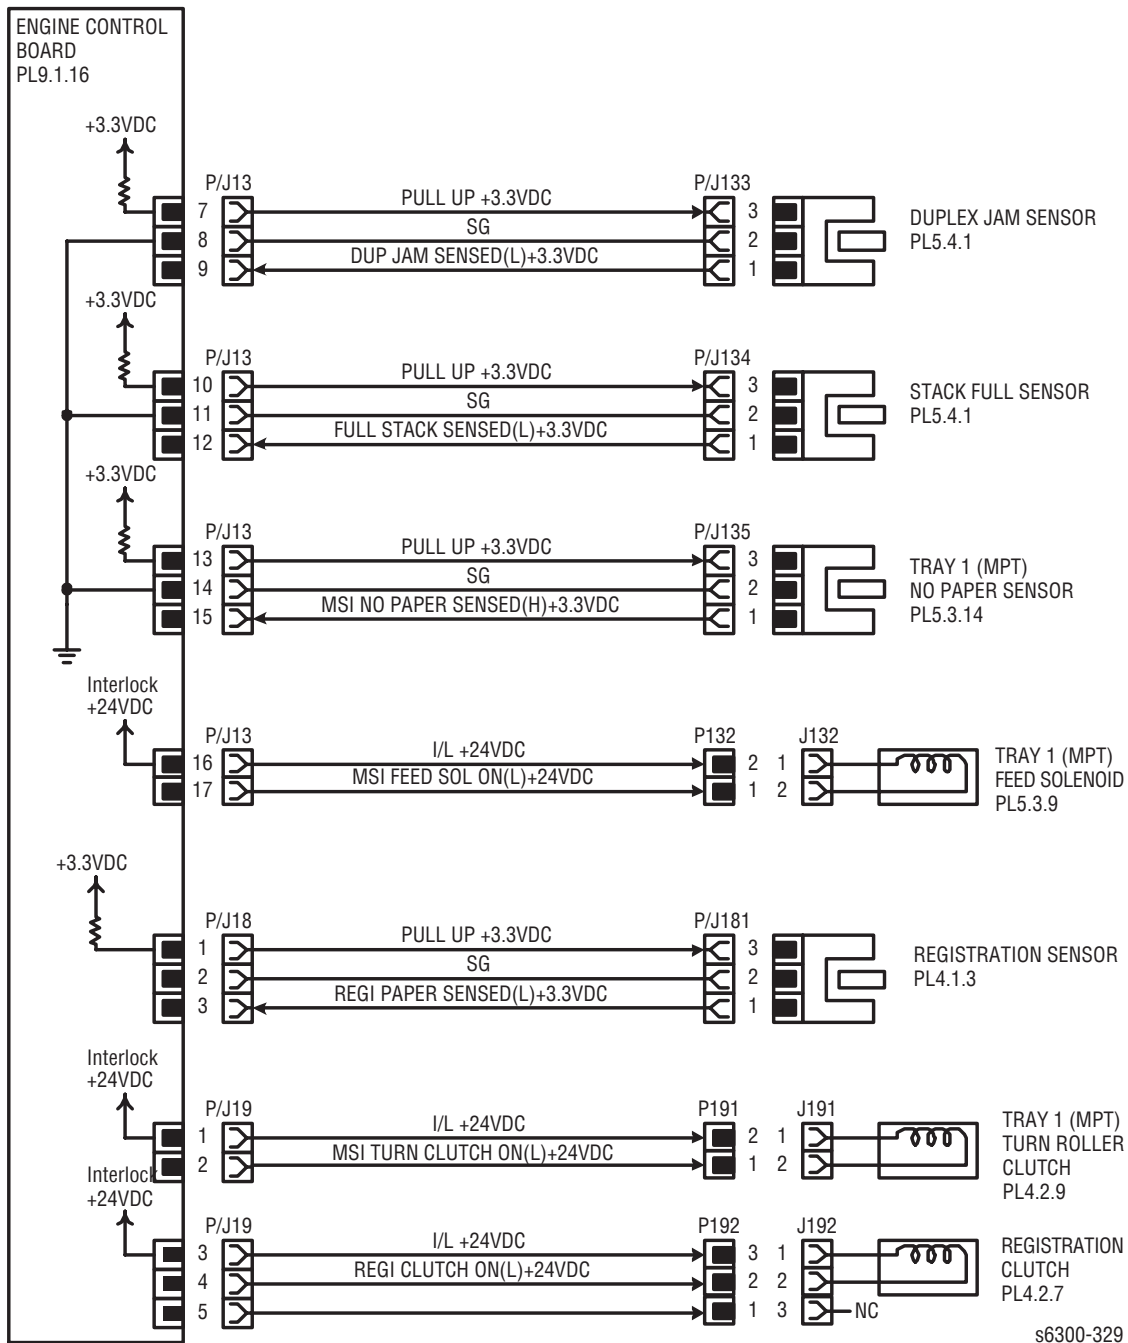 ENGINE CONTROL
BOARD
PL9.1.16
+3.3VDC
P/J13
P/J133
7
PULL UP +3.3VDC
3
8
SG
2
9
DUP JAM SENSED(L)+3.3VDC
1
DUPLEX JAM SENSOR
PL5.4.1
+3.3VDC
P/J13
P/J134
10
PULL UP +3.3VDC
3
11
SG
2
12
FULL STACK SENSED(L)+3.3VDC
1
STACK FULL SENSOR
PL5.4.1
+3.3VDC
P/J13
P/J135
13
PULL UP +3.3VDC
3
14
SG
2
15
MSI NO PAPER SENSED(H)+3.3VDC
1
TRAY 1 (MPT)
NO PAPER SENSOR
PL5.3.14
Interlock
+24VDC
P/J13
P132
J132
16
I/L +24VDC
2 1
17
MSI FEED SOL ON(L)+24VDC
1 2
TRAY 1 (MPT)
FEED SOLENOID
PL5.3.9
+3.3VDC
P/J18
P/J181
1
PULL UP +3.3VDC
3
2
SG
2
3
REGI PAPER SENSED(L)+3.3VDC
1
REGISTRATION SENSOR
PL4.1.3
Interlock
+24VDC
P/J19
P191
J191
1
I/L +24VDC
2 1
2
MSI TURN CLUTCH ON(L)+24VDC
1 2
TRAY 1 (MPT)
TURN ROLLER
CLUTCH
PL4.2.9
Interlock
+24VDC
P/J19
P192
J192
3
I/L +24VDC
3 1
4
REGI CLUTCH ON(L)+24VDC
2 2
5
1 3
NC
REGISTRATION
CLUTCH
PL4.2.7
s6300-329